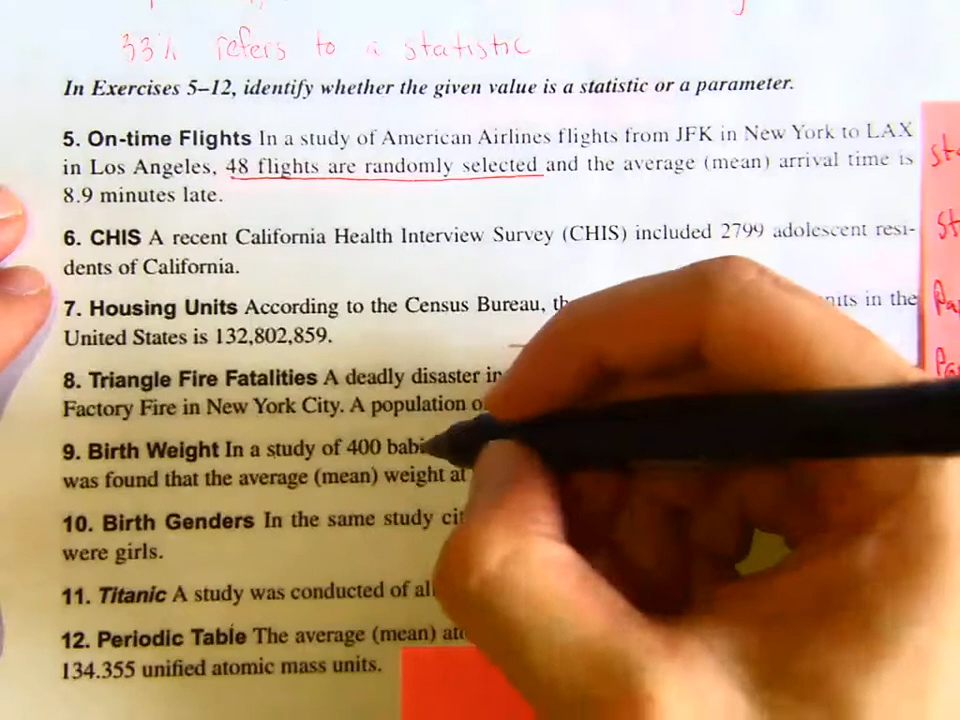 33% refers to a statistic
In Exercises 5–12, identify whether the given value is a statistic or a parameter.
5. On-time Flights In a study of American Airlines flights from JFK in New York to LAX
in Los Angeles, 48 flights are randomly selected and the average (mean) arrival time is
8.9 minutes late.
6. CHIS A recent California Health Interview Survey (CHIS) included 2799 adolescent resi-
dents of California.
7. Housing Units According to the Census Bureau, in the
United States is 132,802,859.
8. Triangle Fire Fatalities A deadly disaster
Factory Fire in New York City. A population
9. Birth Weight In a study of 400
was found that the average (mean) weight at
10. Birth Genders In the same study
were girls.
11. Titanic A study was conducted of
12. Periodic Table The average (mean)
134.355 unified atomic mass units.